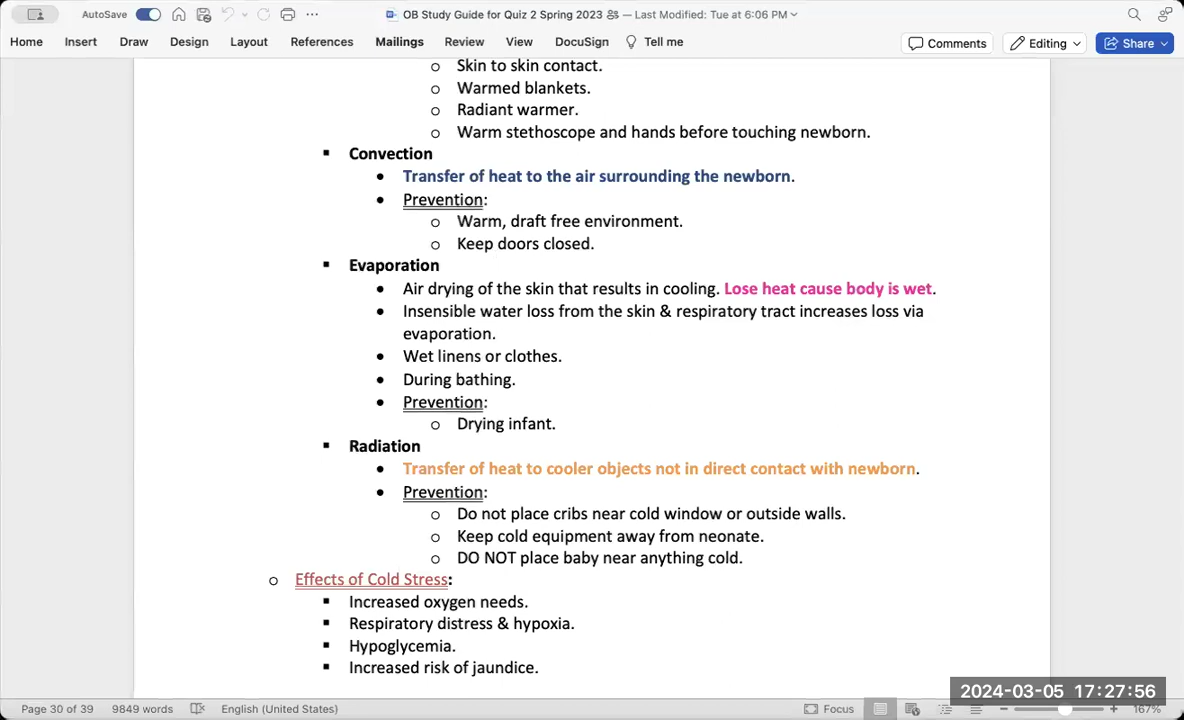 AutoSave
OB Study Guide for Quiz 2 Spring 2023 — Last Modified: Tue at 6:06 PM
Home Insert Draw Design Layout References Mailings Review View DocuSign Tell me Comments Editing Share
o Skin to skin contact.
o Warmed blankets.
o Radiant warmer.
o Warm stethoscope and hands before touching newborn.
▪ Convection
• Transfer of heat to the air surrounding the newborn.
• Prevention:
o Warm, draft free environment.
o Keep doors closed.
▪ Evaporation
• Air drying of the skin that results in cooling. Lose heat cause body is wet.
• Insensible water loss from the skin & respiratory tract increases loss via
evaporation.
• Wet linens or clothes.
• During bathing.
• Prevention:
o Drying infant.
▪ Radiation
• Transfer of heat to cooler objects not in direct contact with newborn.
• Prevention:
o Do not place cribs near cold window or outside walls.
o Keep cold equipment away from neonate.
o DO NOT place baby near anything cold.
o Effects of Cold Stress:
▪ Increased oxygen needs.
▪ Respiratory distress & hypoxia.
▪ Hypoglycemia.
▪ Increased risk of jaundice.
2024-03-05 17:27:56
Page 30 of 39 9849 words English (United States) Focus 167%